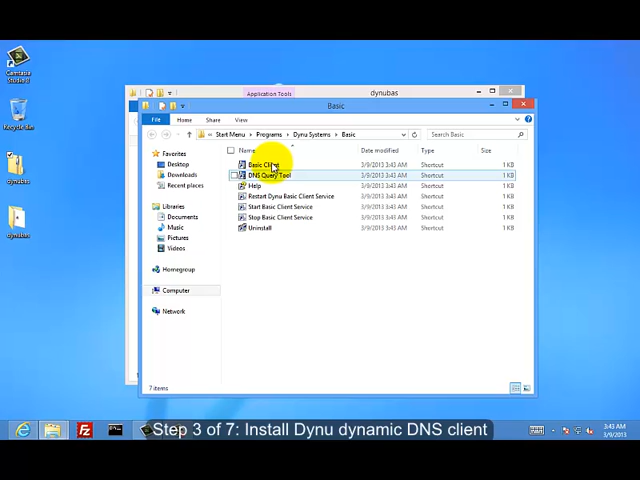 Camtasia
Studio 8
Recycle Bin
dynubas
dynubas
Application Tools
dynubas
Basic
File
Home
Share
View
Start Menu
Programs
Dynu Systems
Basic
Search Basic
Name
Date modified
Type
Size
Favorites
Desktop
Downloads
Recent places
Libraries
Documents
Music
Pictures
Videos
Homegroup
Computer
Network
Basic Client
3/9/2013 3:43 AM
Shortcut
1 KB
DNS Query Tool
3/9/2013 3:43 AM
Shortcut
1 KB
Help
3/9/2013 3:43 AM
Shortcut
1 KB
Restart Dynu Basic Client Service
3/9/2013 3:43 AM
Shortcut
1 KB
Start Basic Client Service
3/9/2013 3:43 AM
Shortcut
1 KB
Stop Basic Client Service
3/9/2013 3:43 AM
Shortcut
1 KB
Uninstall
3/9/2013 3:43 AM
Shortcut
1 KB
7 items
Step 3 of 7: Install Dynu dynamic DNS client
3:43 AM
3/9/2013